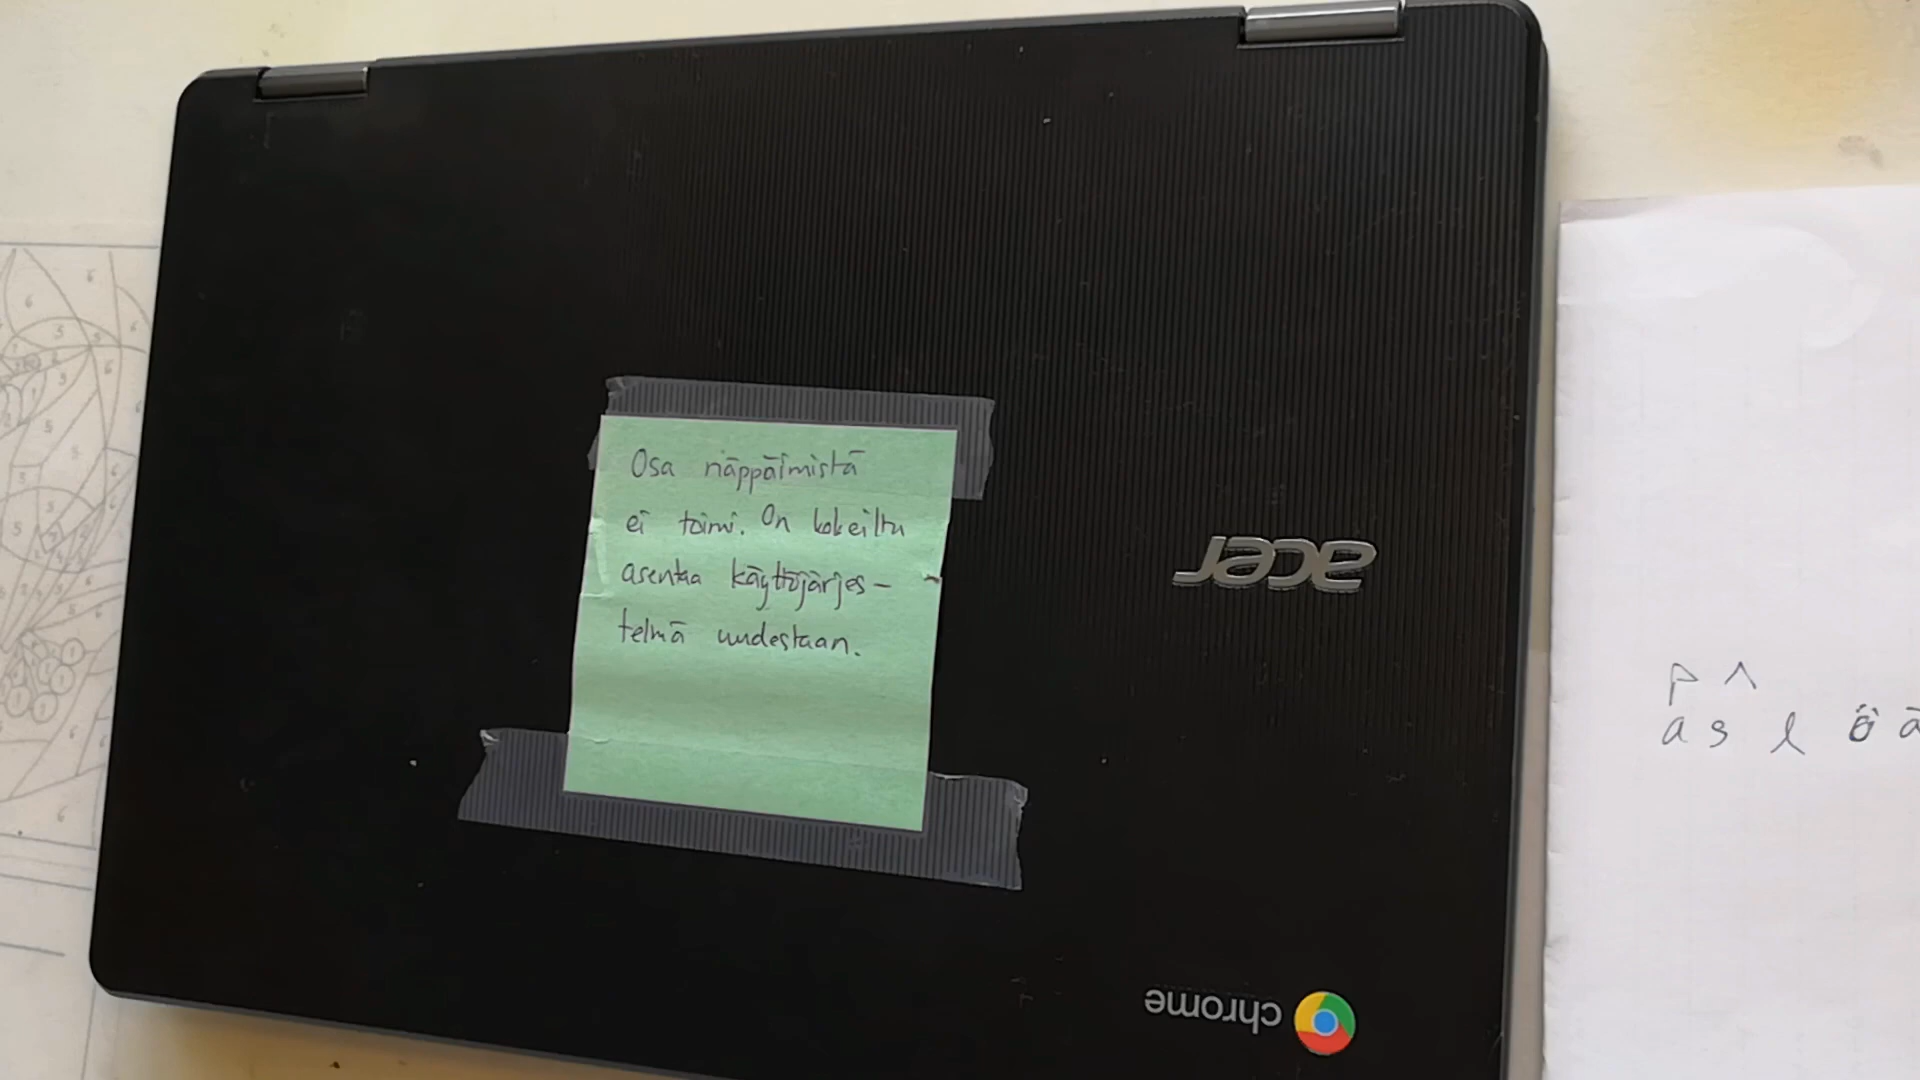 Osa näppäimistä
ei toimi. On kokeiltu
asentaa käyttöjärjes-
telmä uudestaan.
acer
chrome
p ^
a s l ö ä